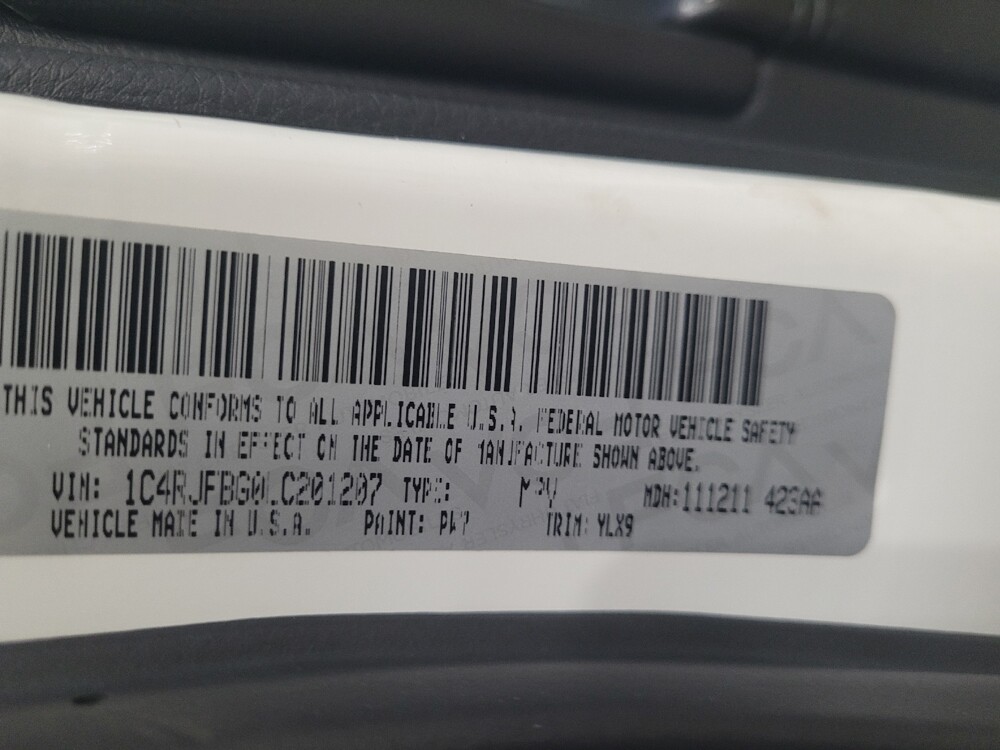 THIS VEHICLE CONFORMS TO ALL APPLICABLE U.S.A. FEDERAL MOTOR VEHICLE SAFETY
STANDARDS IN EFFECT ON THE DATE OF MANUFACTURE SHOWN ABOVE.
VIN: 1C4RJFBG0LC201207 TYPE: MPV MDH:111211 423AA
VEHICLE MADE IN U.S.A. PAINT: PW7 TRIM: YLX9